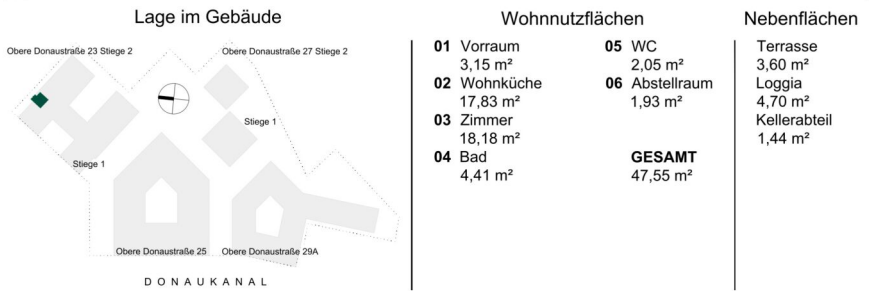 Lage im Gebäude
Obere Donaustraße 23 Stiege 2
Obere Donaustraße 27 Stiege 2
Stiege 1
Stiege 1
Obere Donaustraße 25
Obere Donaustraße 29A
DONAUKANAL
Wohnnutzflächen
01 Vorraum
3,15 m²
02 Wohnküche
17,83 m²
03 Zimmer
18,18 m²
04 Bad
4,41 m²
05 WC
2,05 m²
06 Abstellraum
1,93 m²
GESAMT
47,55 m²
Nebenflächen
Terrasse
3,60 m²
Loggia
4,70 m²
Kellerabteil
1,44 m²